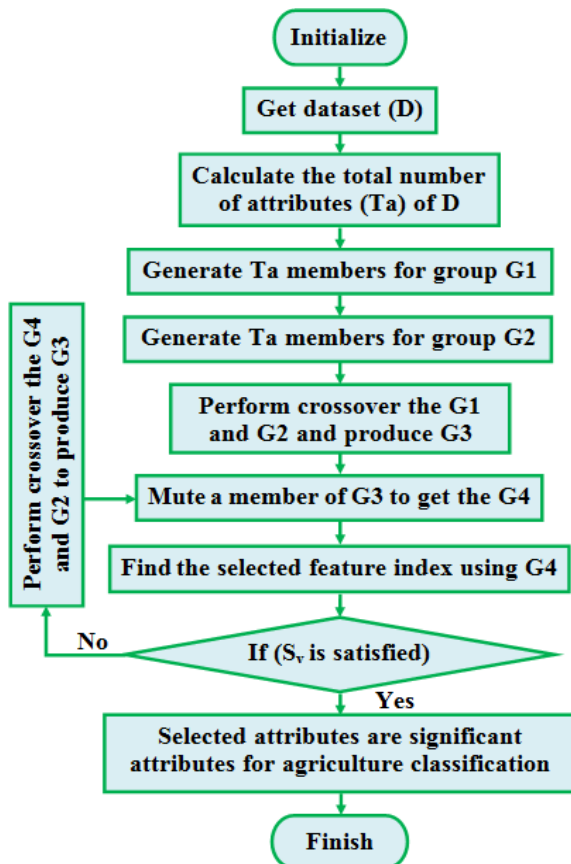 Initialize
Get dataset (D)
Calculate the total number
of attributes (Ta) of D
Generate Ta members for group G1
Generate Ta members for group G2
Perform crossover the G1
and G2 and produce G3
Perform crossover the G4
and G2 to produce G3
Mute a member of G3 to get the G4
Find the selected feature index using G4
If (Sv is satisfied)
No
Yes
Selected attributes are significant
attributes for agriculture classification
Finish